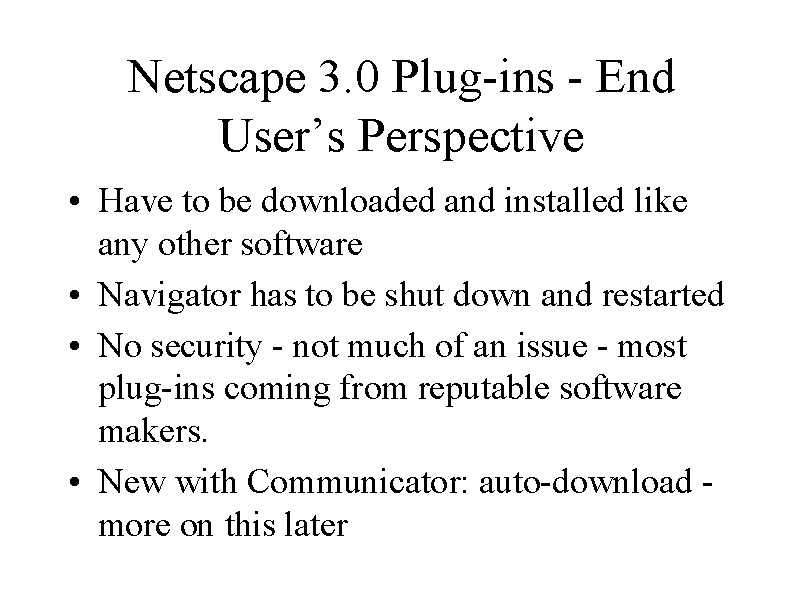 Netscape 3.0 Plug-ins - End
User’s Perspective
• Have to be downloaded and installed like
any other software
• Navigator has to be shut down and restarted
• No security - not much of an issue - most
plug-ins coming from reputable software
makers.
• New with Communicator: auto-download -
more on this later